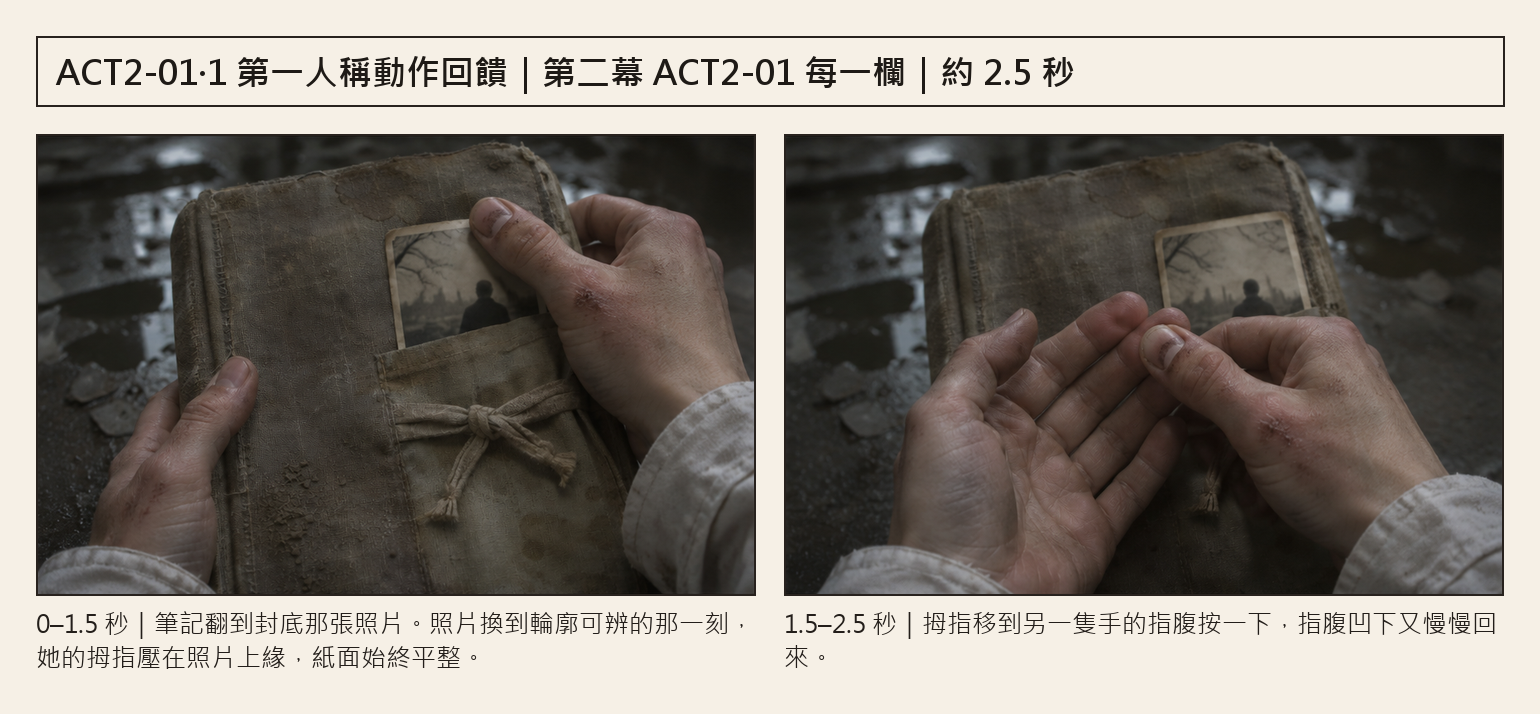 ACT2-01·1 第一人稱動作回饋｜第二幕 ACT2-01 每一欄｜約 2.5 秒
0–1.5 秒｜筆記翻到封底那張照片。照片換到輪廓可辨的那一刻，
她的拇指壓在照片上緣，紙面始終平整。
1.5–2.5 秒｜拇指移到另一隻手的指腹按一下，指腹凹下又慢慢回
來。